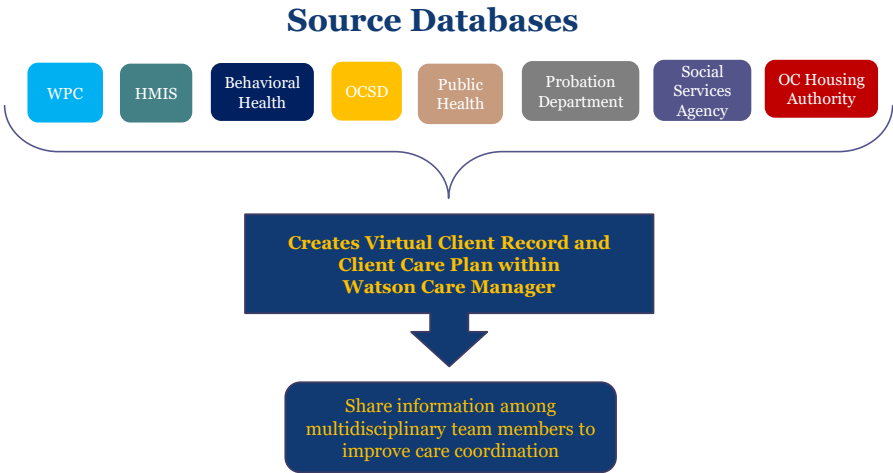 Source Databases
WPC
HMIS
Behavioral
Health
OCSD
Public
Health
Probation
Department
Social
Services
Agency
OC Housing
Authority
Creates Virtual Client Record and
Client Care Plan within
Watson Care Manager
Share information among
multidisciplinary team members to
improve care coordination